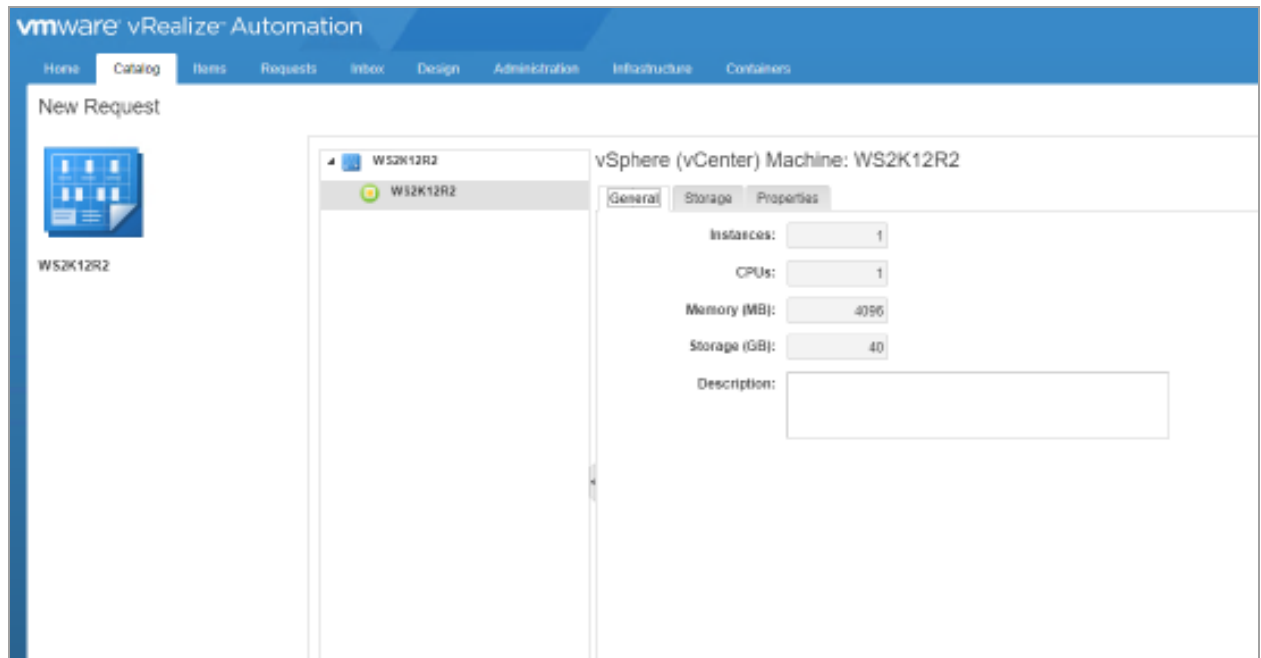 vmware vRealize Automation
Home Catalog Items Requests Inbox Design Administration Infrastructure Containers
New Request
WS2K12R2
WS2K12R2
WS2K12R2
vSphere (vCenter) Machine: WS2K12R2
General Storage Properties
Instances: 1
CPUs: 1
Memory (MB): 4096
Storage (GB): 40
Description: